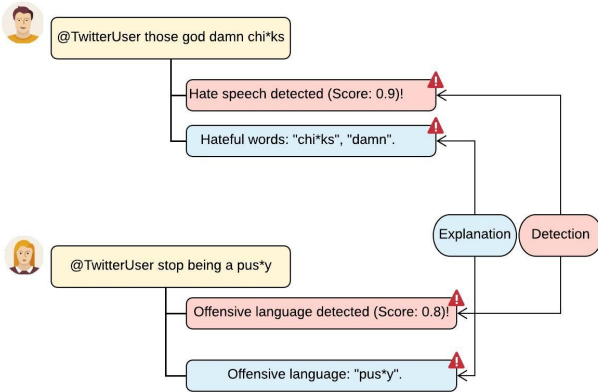 @TwitterUser those god damn chi*ks
Hate speech detected (Score: 0.9)!
Hateful words: "chi*ks", "damn".
Explanation
Detection
@TwitterUser stop being a pus*y
Offensive language detected (Score: 0.8)!
Offensive language: "pus*y".